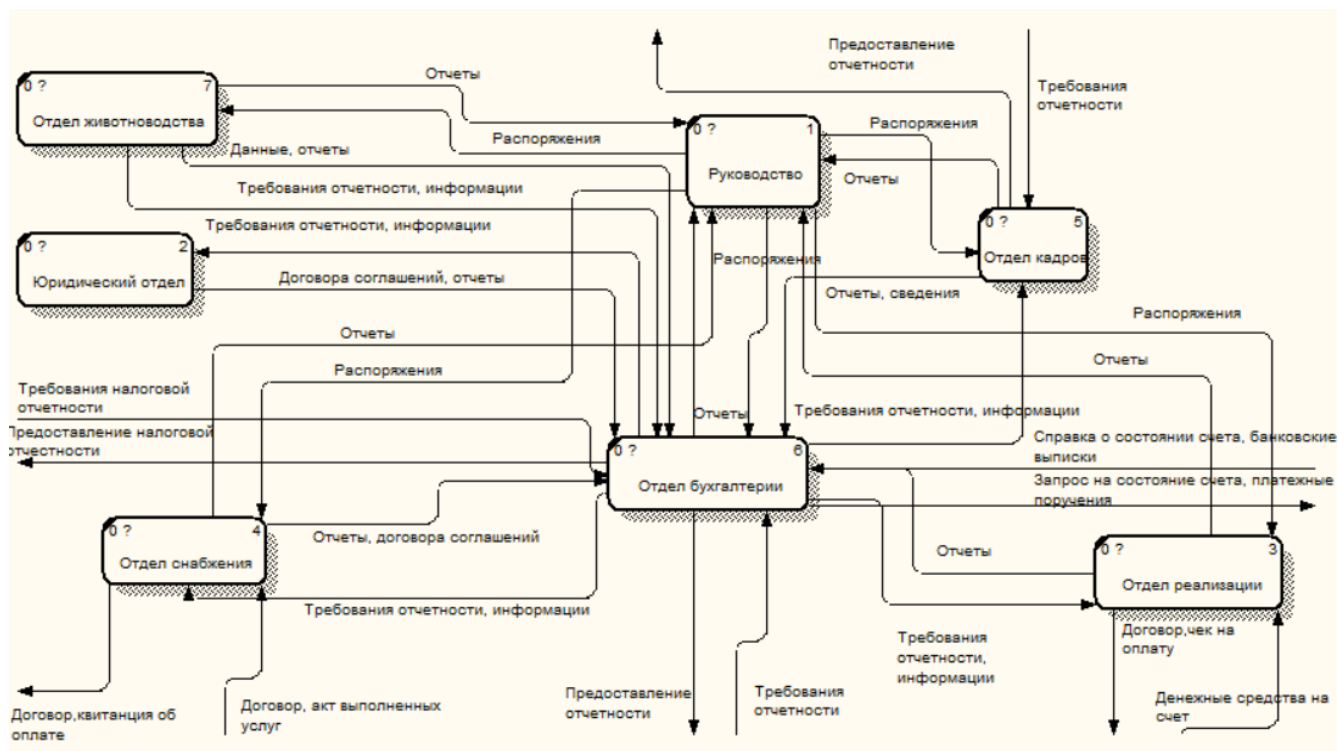 Предоставление
отчетности
Требования
отчетности
Отчеты
0 ?
7
Отдел животноводства
Распоряжения
0 ?
1
Руководство
Распоряжения
Отчеты
Данные, отчеты
Требования отчетности, информации
0 ?
5
Отдел кадров
Требования отчетности, информации
0 ?
2
Юридический отдел
Договора соглашений, отчеты
Распоряжения
Отчеты, сведения
Распоряжения
Отчеты
Отчеты
Распоряжения
Требования налоговой
отчетности
Отчеты
Требования отчетности, информации
Предоставление налоговой
отчестности
0 ?
6
Отдел бухгалтерии
Справка о состоянии счета, банковские
выписки
Запрос на состояние счета, платежные
поручения
0 ?
4
Отдел снабжения
Отчеты, договора соглашений
Отчеты
0 ?
3
Отдел реализации
Требования отчетности, информации
Требования
отчетности,
информации
Договор,чек на
оплату
Договор,квитанция об
оплате
Договор, акт выполненных
услуг
Предоставление
отчетности
Требования
отчетности
Денежные средства на
счет